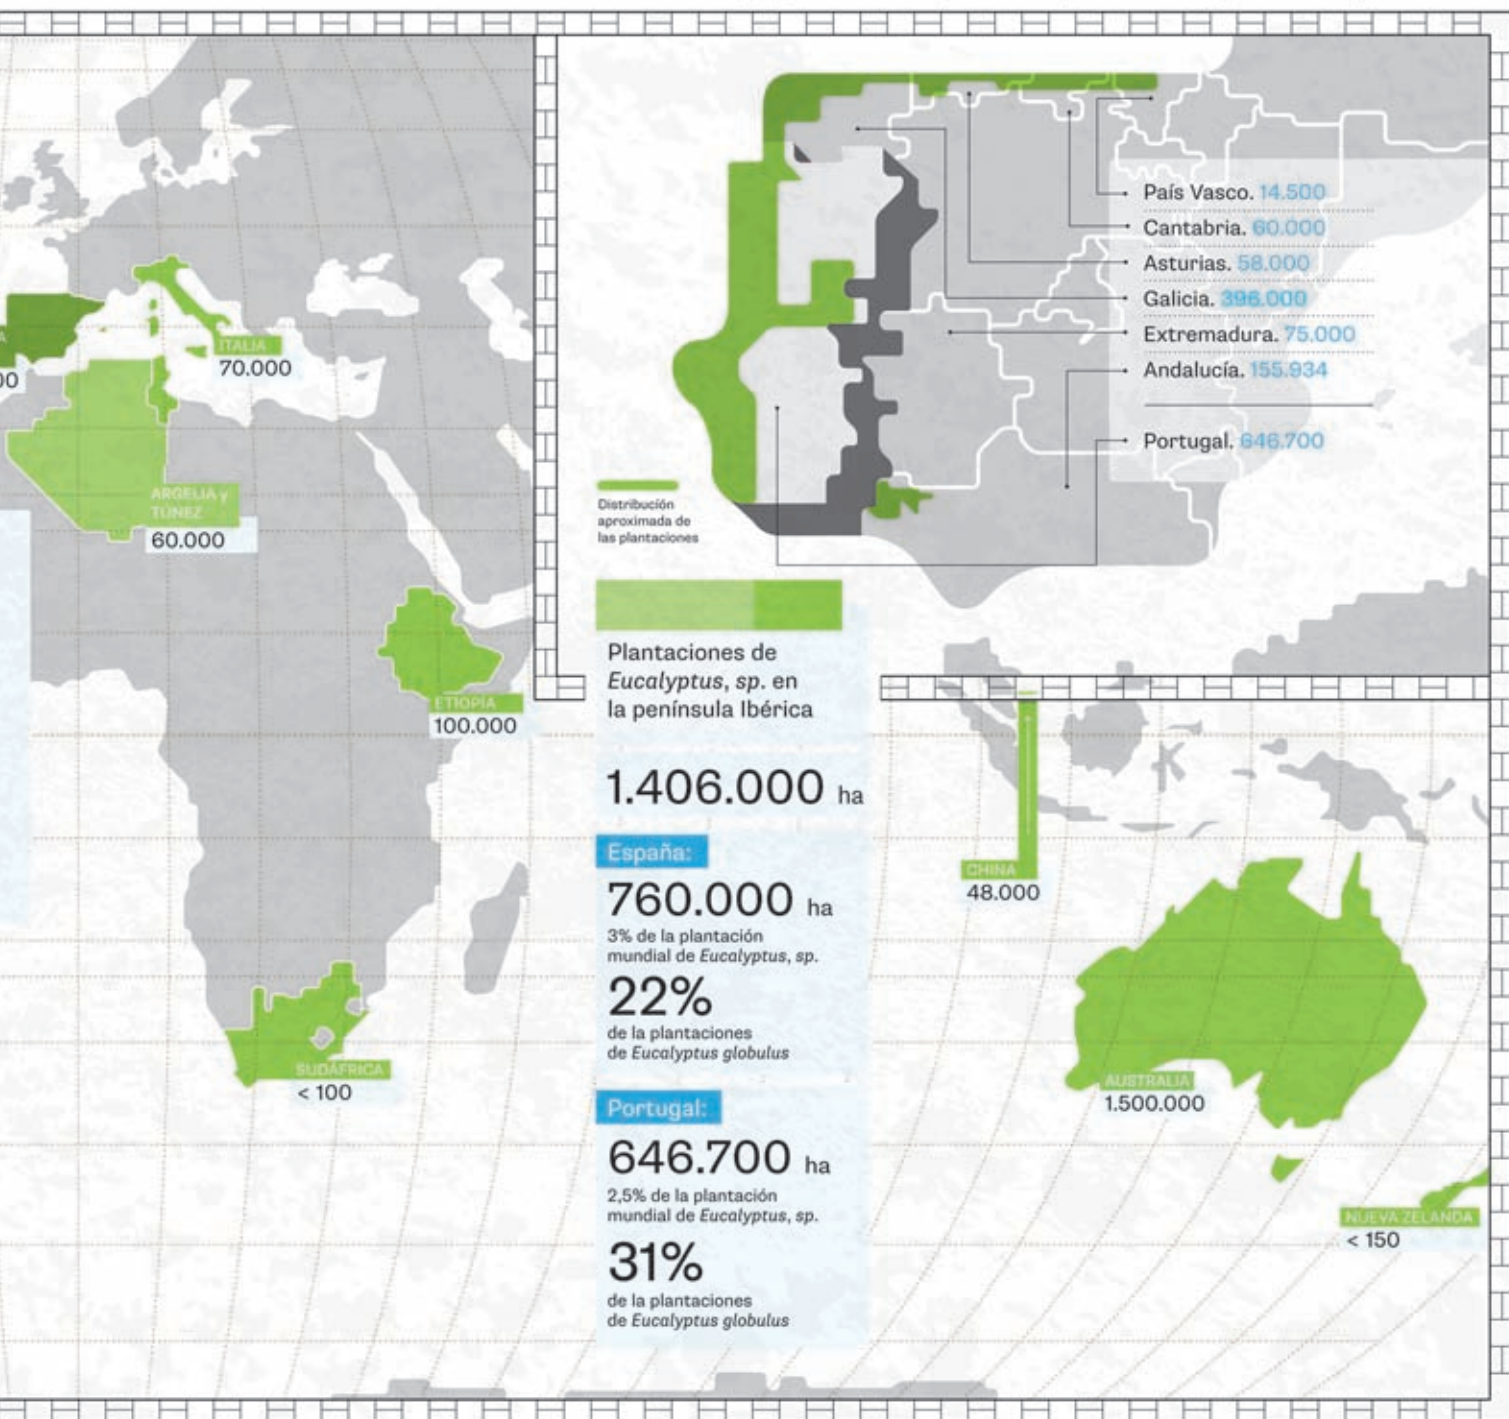 País Vasco. 14.500
Cantabria. 60.000
Asturias. 58.000
Galicia. 396.000
Extremadura. 75.000
Andalucía. 155.934
Portugal. 646.700
Distribución
aproximada de
las plantaciones
A
00
ITALIA
70.000
ARGELIA y
TÚNEZ
60.000
ETIOPÍA
100.000
SUDÁFRICA
< 100
Plantaciones de
Eucalyptus, sp. en
la península Ibérica
1.406.000 ha
España:
760.000 ha
3% de la plantación
mundial de Eucalyptus, sp.
22%
de la plantaciones
de Eucalyptus globulus
Portugal:
646.700 ha
2,5% de la plantación
mundial de Eucalyptus, sp.
31%
de la plantaciones
de Eucalyptus globulus
CHINA
48.000
AUSTRALIA
1.500.000
NUEVA ZELANDA
< 150